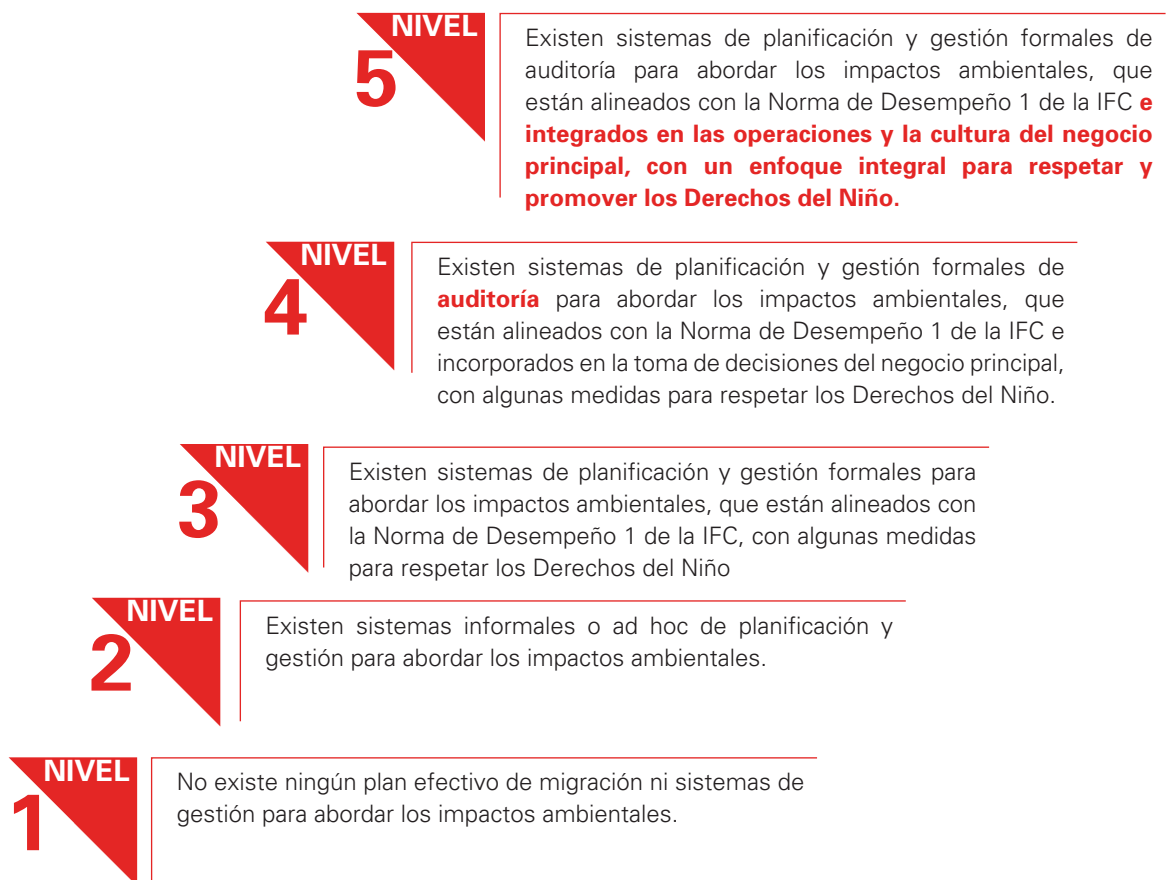 NIVEL
5
Existen sistemas de planificación y gestión formales de
auditoría para abordar los impactos ambientales, que
están alineados con la Norma de Desempeño 1 de la IFC e
integrados en las operaciones y la cultura del negocio
principal, con un enfoque integral para respetar y
promover los Derechos del Niño.
NIVEL
4
Existen sistemas de planificación y gestión formales de
auditoría para abordar los impactos ambientales, que
están alineados con la Norma de Desempeño 1 de la IFC e
incorporados en la toma de decisiones del negocio principal,
con algunas medidas para respetar los Derechos del Niño.
NIVEL
3
Existen sistemas de planificación y gestión formales para
abordar los impactos ambientales, que están alineados con
la Norma de Desempeño 1 de la IFC, con algunas medidas
para respetar los Derechos del Niño
NIVEL
2
Existen sistemas informales o ad hoc de planificación y
gestión para abordar los impactos ambientales.
NIVEL
1
No existe ningún plan efectivo de migración ni sistemas de
gestión para abordar los impactos ambientales.